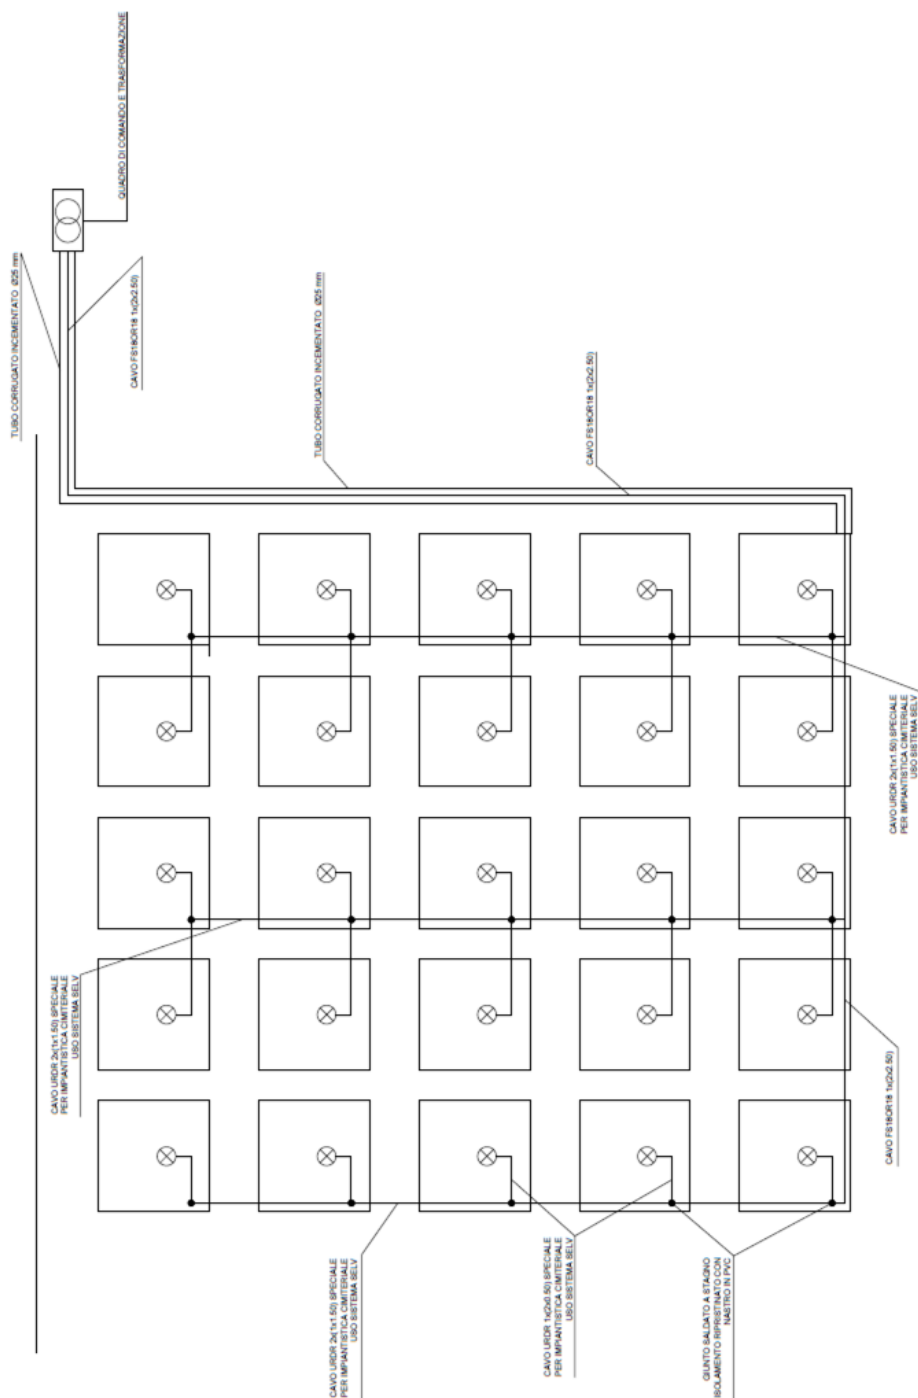 QUADRO DI COMANDO E TRASFORMAZIONE
TUBO CORRUGATO INCEMENTATO Ø25 mm
CAVO FS18OR18 1x(2x2.50)
TUBO CORRUGATO INCEMENTATO Ø25 mm
CAVO FS18OR18 1x(2x2.50)
CAVO URDR 2x(1x1.50) SPECIALE
PER IMPIANTISTICA CIMITERIALE
USO SISTEMA SELV
CAVO URDR 2x(1x1.50) SPECIALE
PER IMPIANTISTICA CIMITERIALE
USO SISTEMA SELV
CAVO FS18OR18 1x(2x2.50)
CAVO URDR 2x(1x1.50) SPECIALE
PER IMPIANTISTICA CIMITERIALE
USO SISTEMA SELV
CAVO URDR 1x(2x0.50) SPECIALE
PER IMPIANTISTICA CIMITERIALE
USO SISTEMA SELV
GIUNTO SALDATO A STAGNO
ISOLAMENTO RIPRISTINATO CON
NASTRO IN PVC